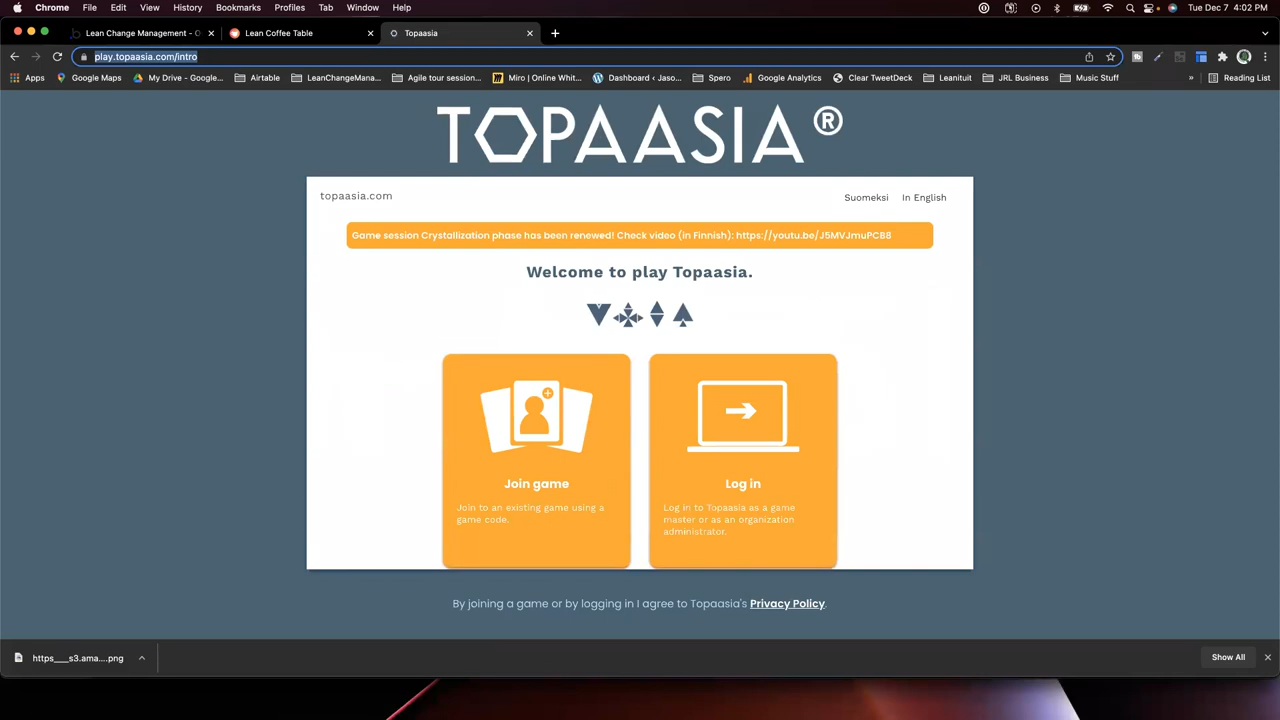 Chrome File Edit View History Bookmarks Profiles Tab Window Help Tue Dec 7 4:02 PM
Lean Change Management - O Lean Coffee Table Topaasia
play.topaasia.com/intro
Apps Google Maps My Drive - Google... Airtable LeanChangeMana... Agile tour session... Miro | Online Whit... Dashboard ‹ Jaso... Spero Google Analytics Clear TweetDeck Leanituit JRL Business Music Stuff » Reading List
TOPAASIA®
topaasia.com Suomeksi In English
Game session Crystallization phase has been renewed! Check video (in Finnish): https://youtu.be/J5MVJmuPCB8
Welcome to play Topaasia.
Join game
Join to an existing game using a
game code.
Log in
Log in to Topaasia as a game
master or as an organization
administrator.
By joining a game or by logging in I agree to Topaasia's Privacy Policy.
https___s3.ama....png Show All